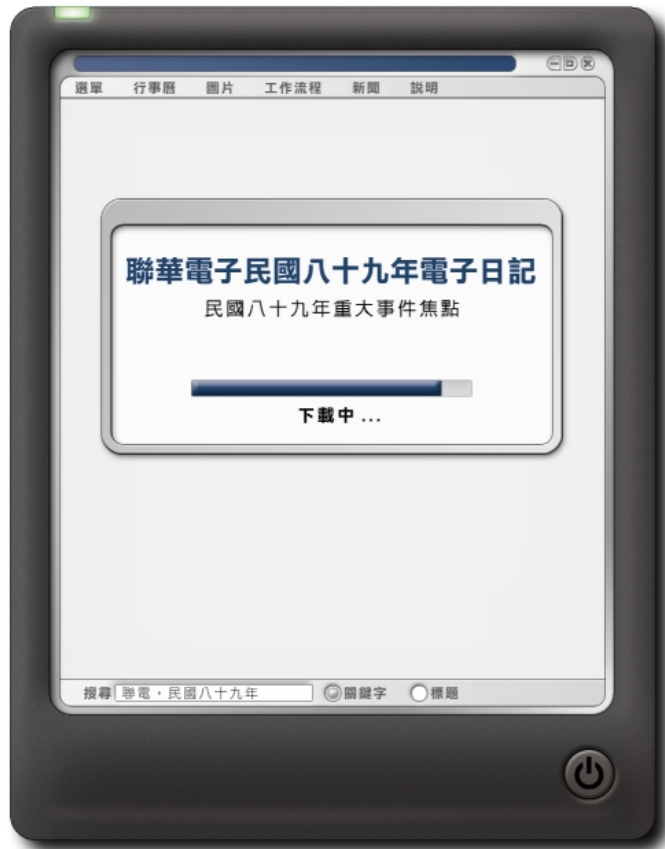 選單 行事曆 圖片 工作流程 新聞 說明
聯華電子民國八十九年電子日記
民國八十九年重大事件焦點
下載中 ...
搜尋 聯電，民國八十九年 關鍵字 標題